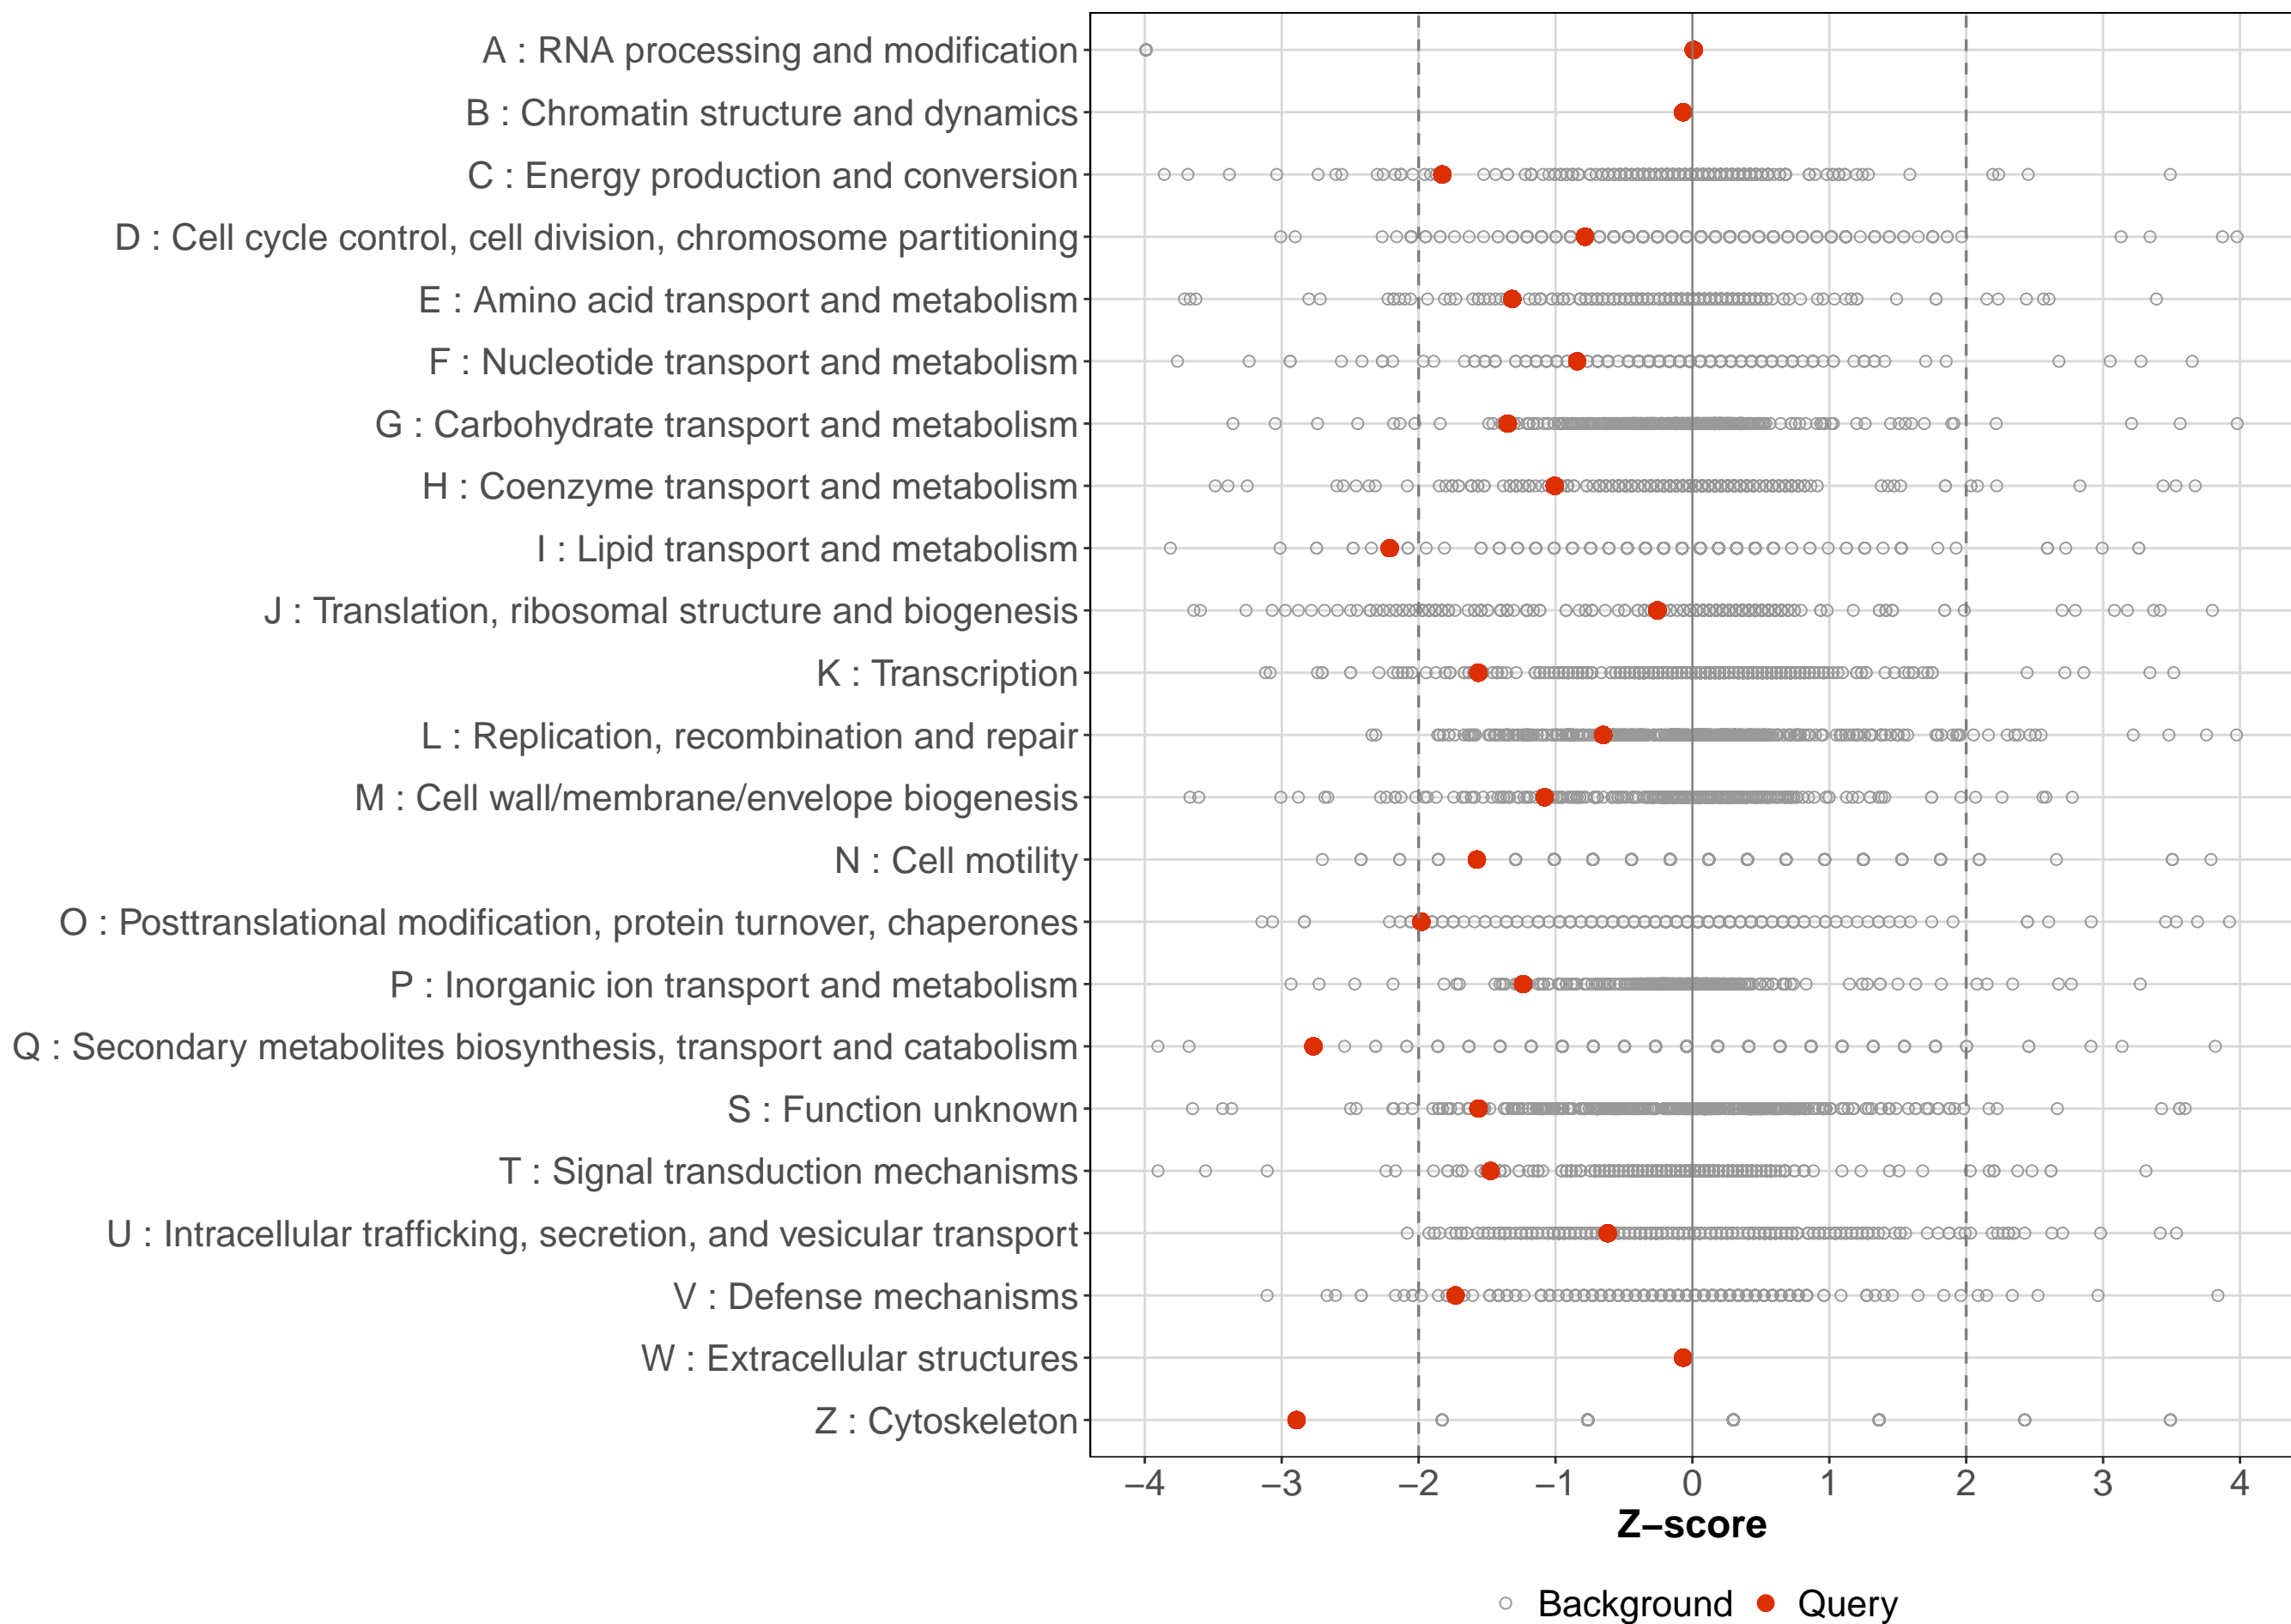 A : RNA processing and modification
B : Chromatin structure and dynamics
C : Energy production and conversion
D : Cell cycle control, cell division, chromosome partitioning
E : Amino acid transport and metabolism
F : Nucleotide transport and metabolism
G : Carbohydrate transport and metabolism
H : Coenzyme transport and metabolism
I : Lipid transport and metabolism
J : Translation, ribosomal structure and biogenesis
K : Transcription
L : Replication, recombination and repair
M : Cell wall/membrane/envelope biogenesis
N : Cell motility
O : Posttranslational modification, protein turnover, chaperones
P : Inorganic ion transport and metabolism
Q : Secondary metabolites biosynthesis, transport and catabolism
S : Function unknown
T : Signal transduction mechanisms
U : Intracellular trafficking, secretion, and vesicular transport
V : Defense mechanisms
W : Extracellular structures
Z : Cytoskeleton
−4 −3 −2 −1 0 1 2 3 4
Z−score
Background Query